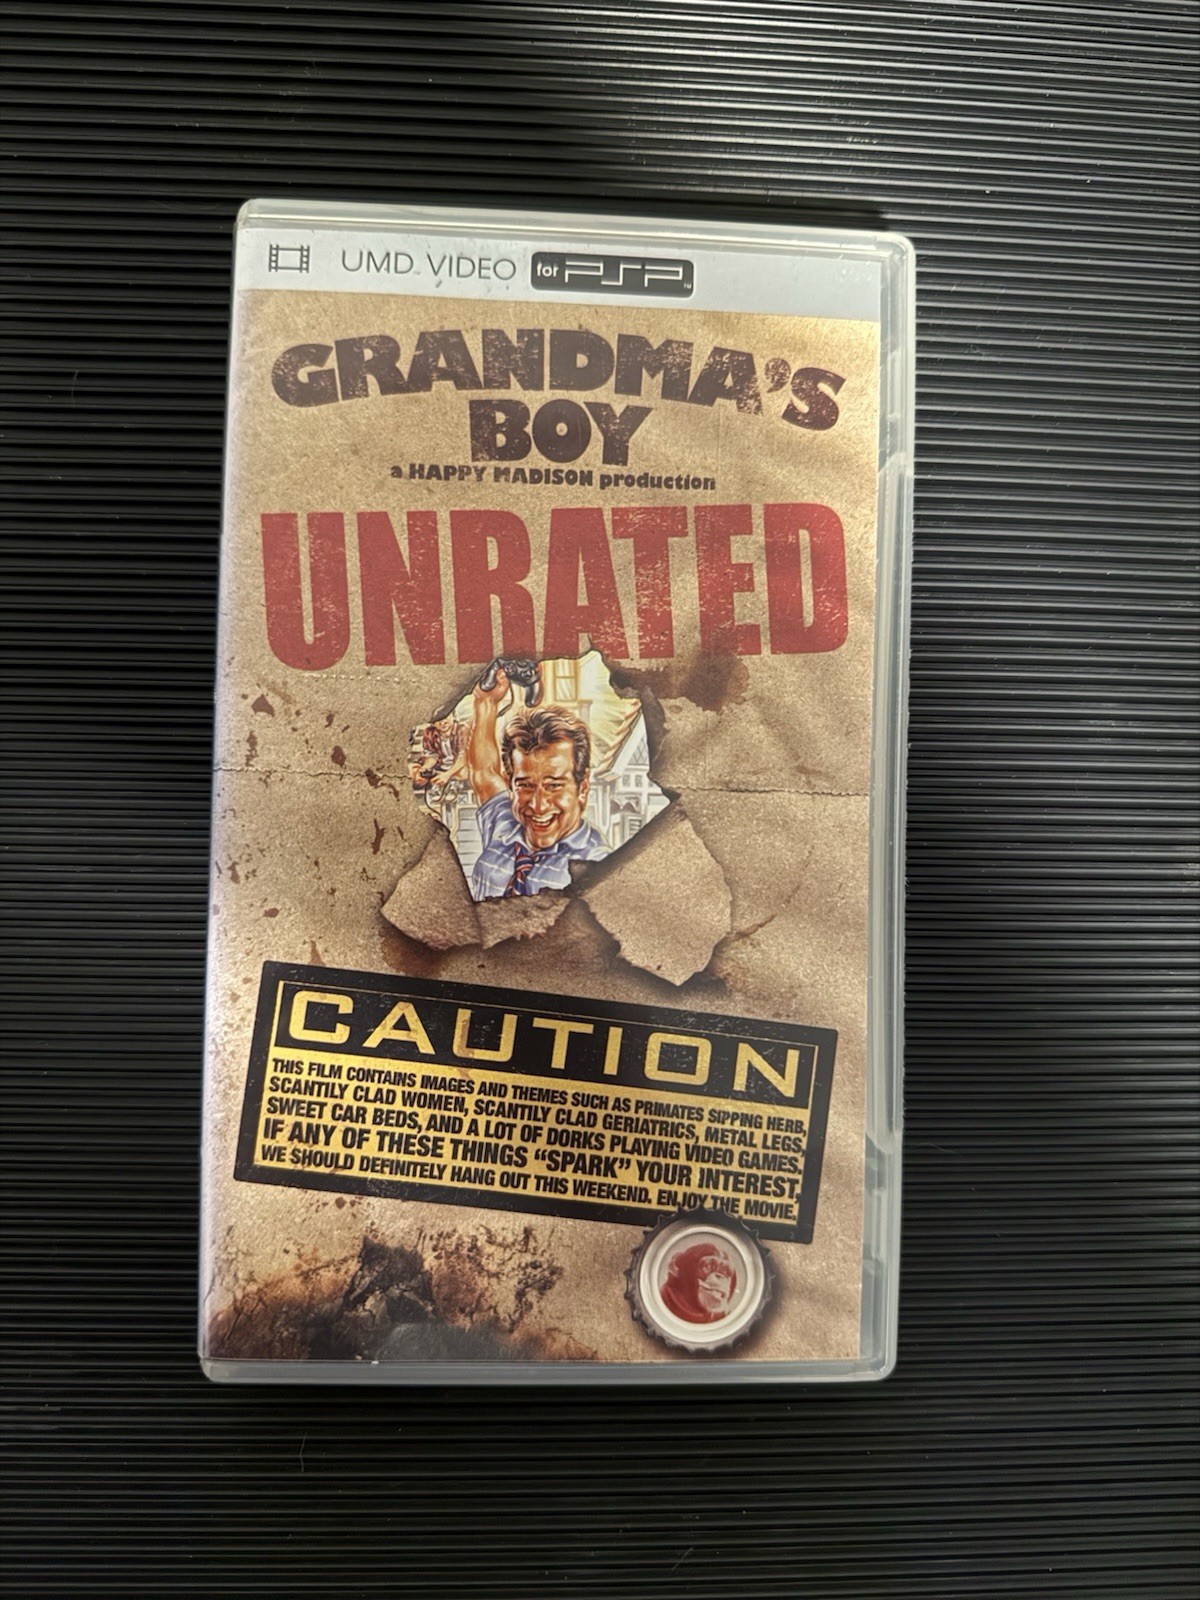 UMD™ VIDEO for PSP™
GRANDMA'S
BOY
a HAPPY MADISON production
UNRATED
CAUTION
THIS FILM CONTAINS IMAGES AND THEMES SUCH AS PRIMATES SIPPING HERB,
SCANTILY CLAD WOMEN, SCANTILY CLAD GERIATRICS, METAL LEGS,
SWEET CAR BEDS, AND A LOT OF DORKS PLAYING VIDEO GAMES.
IF ANY OF THESE THINGS “SPARK” YOUR INTEREST,
WE SHOULD DEFINITELY HANG OUT THIS WEEKEND. ENJOY THE MOVIE.